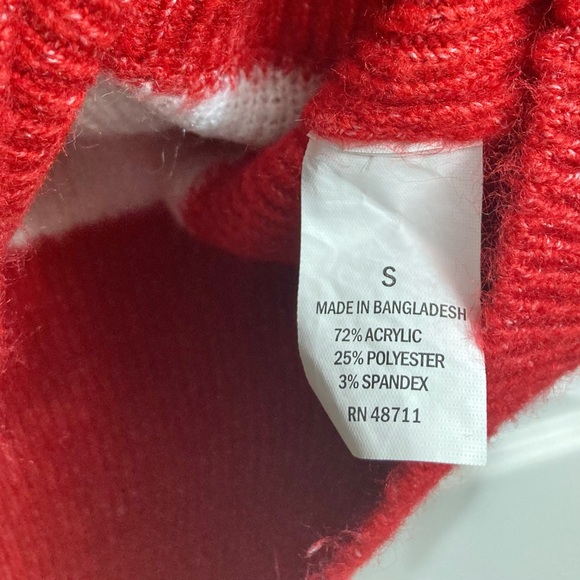 S
MADE IN BANGLADESH
72% ACRYLIC
25% POLYESTER
3% SPANDEX
RN 48711